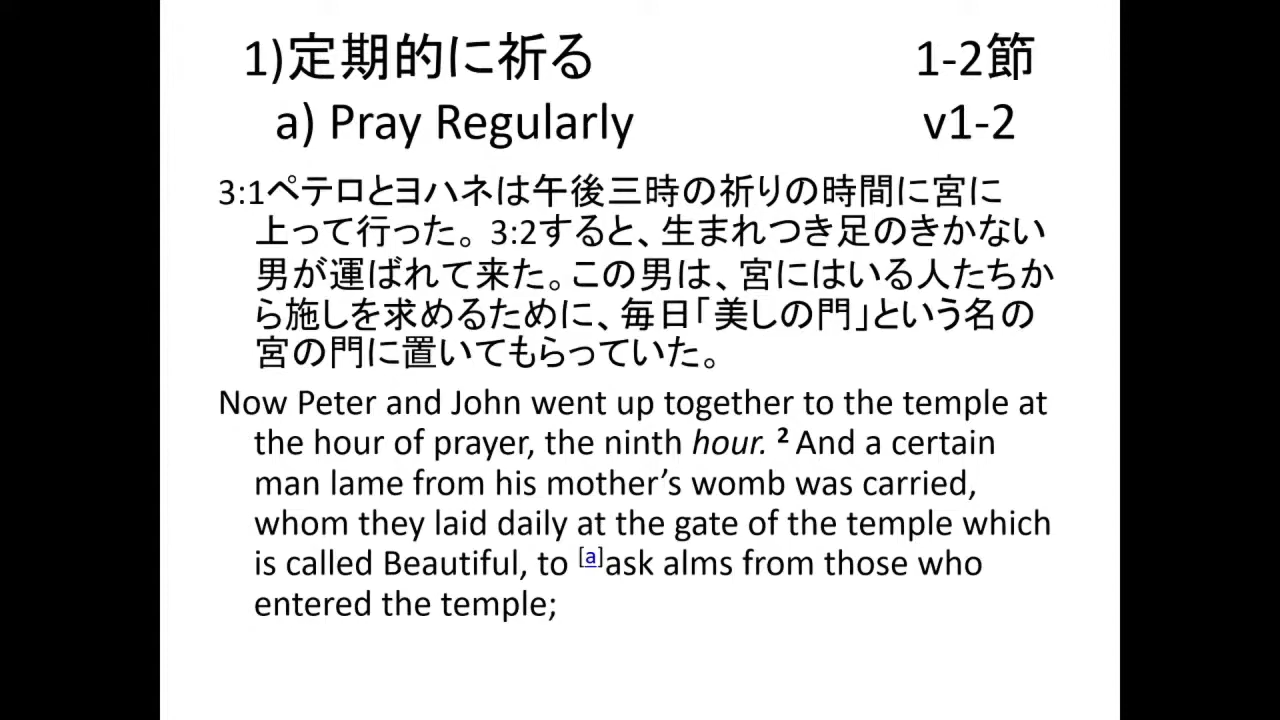 1)定期的に祈る 1-2節
a) Pray Regularly v1-2
3:1ペテロとヨハネは午後三時の祈りの時間に宮に
上って行った。 3:2すると、生まれつき足のきかない
男が運ばれて来た。この男は、宮にはいる人たちか
ら施しを求めるために、毎日「美しの門」という名の
宮の門に置いてもらっていた。
Now Peter and John went up together to the temple at
the hour of prayer, the ninth hour. 2 And a certain
man lame from his mother’s womb was carried,
whom they laid daily at the gate of the temple which
is called Beautiful, to [a]ask alms from those who
entered the temple;